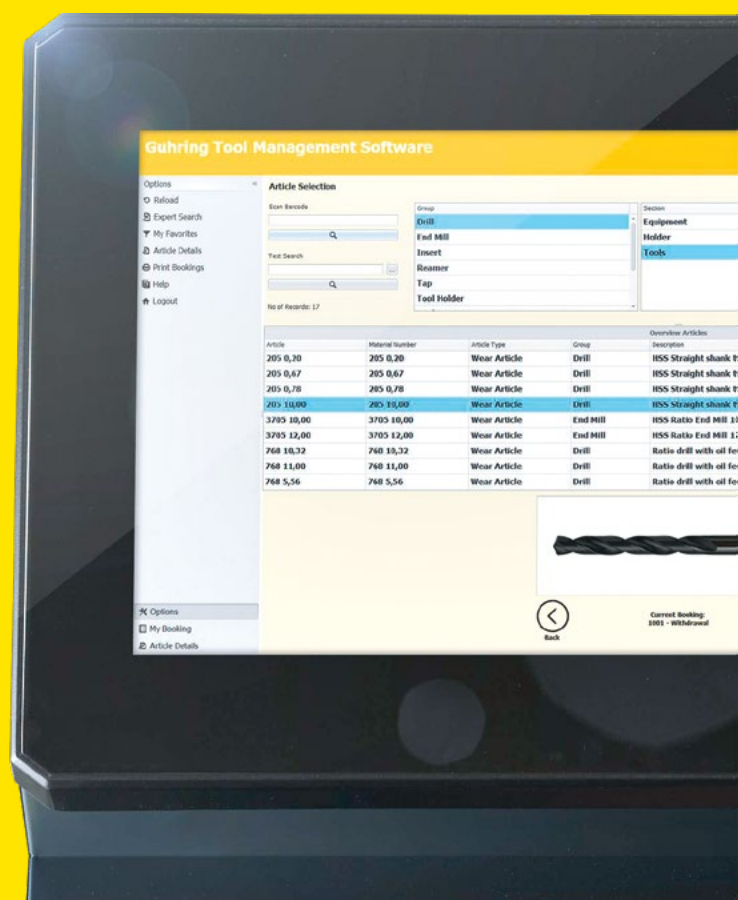 Guhring Tool Management Software
Options «
Reload
Expert Search
My Favorites
Article Details
Print Bookings
Help
Logout
Article Selection
Scan Barcode
Text Search
...
No of Records: 17
Group
Drill
End Mill
Insert
Reamer
Tap
Tool Holder
Section
Equipment
Holder
Tools
Overview Articles
Article Material Number Article Type Group Description
205 0,20 205 0,20 Wear Article Drill HSS Straight shank
205 0,67 205 0,67 Wear Article Drill HSS Straight shank
205 0,78 205 0,78 Wear Article Drill HSS Straight shank
205 10,00 205 10,00 Wear Article Drill HSS Straight shank
3705 10,00 3705 10,00 Wear Article End Mill HSS Ratio End Mill
3705 12,00 3705 12,00 Wear Article End Mill HSS Ratio End Mill
768 10,32 768 10,32 Wear Article Drill Ratio drill with oil
768 11,00 768 11,00 Wear Article Drill Ratio drill with oil
768 5,56 768 5,56 Wear Article Drill Ratio drill with oil
Back
Current Booking:
1001 - Withdrawal
Options
My Booking
Article Details